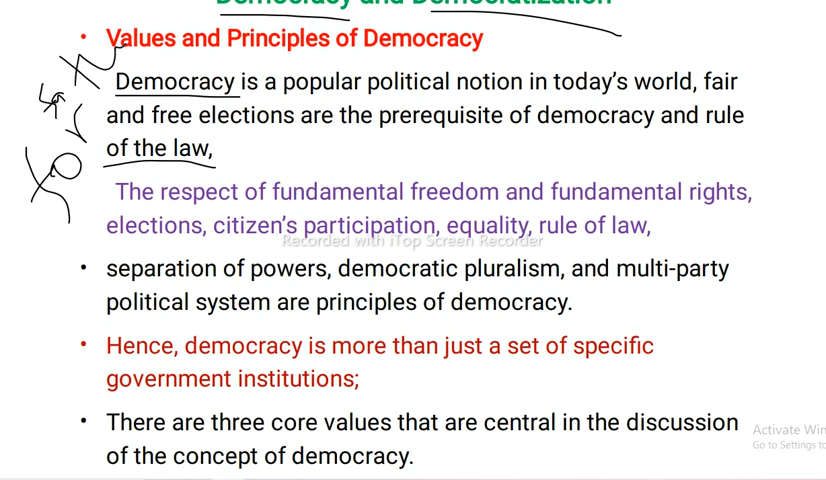 Democracy and Democratization
• Values and Principles of Democracy
Democracy is a popular political notion in today's world, fair
and free elections are the prerequisite of democracy and rule
of the law,
The respect of fundamental freedom and fundamental rights,
elections, citizen's participation, equality, rule of law,
Recorded with iTop Screen Recorder
• separation of powers, democratic pluralism, and multi-party
political system are principles of democracy.
• Hence, democracy is more than just a set of specific
government institutions;
• There are three core values that are central in the discussion
of the concept of democracy.
Activate Win
Go to Settings to